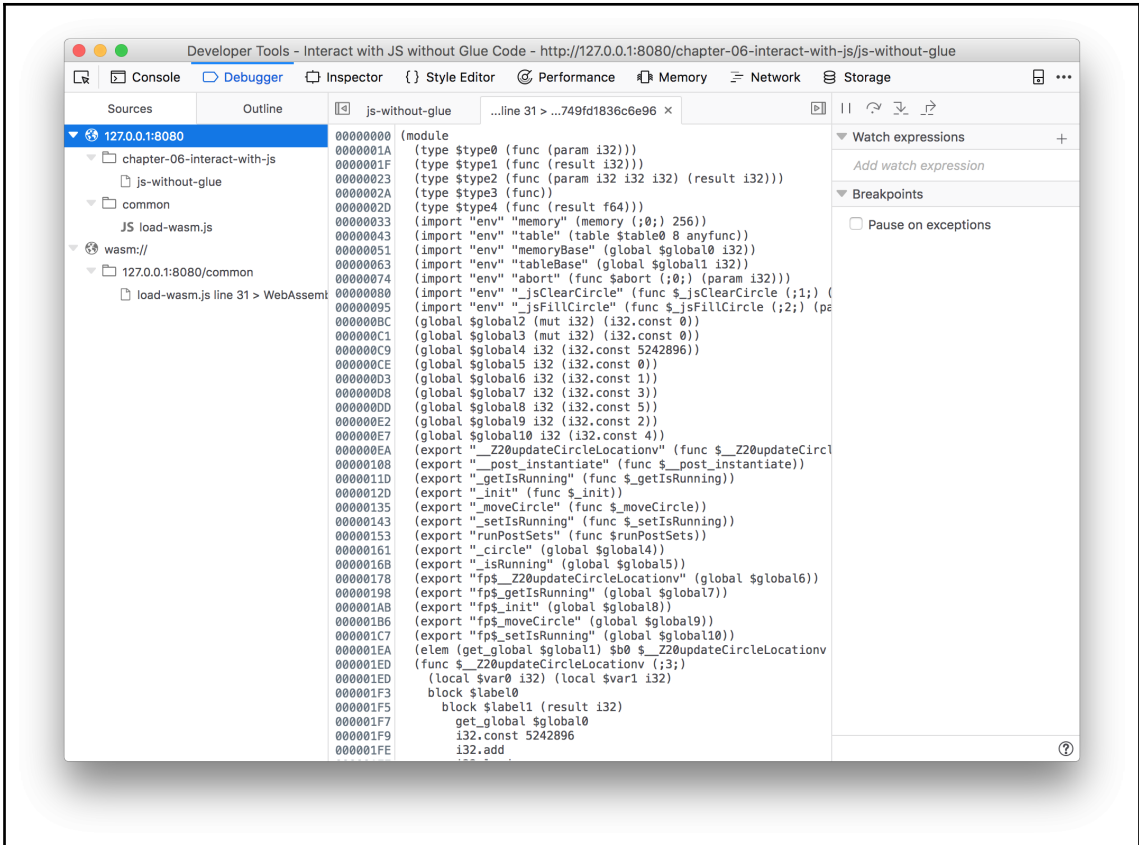 Developer Tools - Interact with JS without Glue Code - http://127.0.0.1:8080/chapter-06-interact-with-js/js-without-glue
Console Debugger Inspector { } Style Editor Performance Memory Network Storage
Sources Outline
127.0.0.1:8080
chapter-06-interact-with-js
js-without-glue
common
JS load-wasm.js
wasm://
127.0.0.1:8080/common
load-wasm.js line 31 > WebAssemb
js-without-glue ...line 31 > ...749fd1836c6e96 ×
00000000 (module
0000001A (type $type0 (func (param i32)))
0000001F (type $type1 (func (result i32)))
00000023 (type $type2 (func (param i32 i32 i32) (result i32)))
0000002A (type $type3 (func))
0000002D (type $type4 (func (result f64)))
00000033 (import "env" "memory" (memory (;0;) 256))
00000043 (import "env" "table" (table $table0 8 anyfunc))
00000051 (import "env" "memoryBase" (global $global0 i32))
00000063 (import "env" "tableBase" (global $global1 i32))
00000074 (import "env" "abort" (func $abort (;0;) (param i32)))
00000080 (import "env" "_jsClearCircle" (func $_jsClearCircle (;1;) (
00000095 (import "env" "_jsFillCircle" (func $_jsFillCircle (;2;) (pa
000000BC (global $global2 (mut i32) (i32.const 0))
000000C1 (global $global3 (mut i32) (i32.const 0))
000000C9 (global $global4 i32 (i32.const 5242896))
000000CE (global $global5 i32 (i32.const 0))
000000D3 (global $global6 i32 (i32.const 1))
000000D8 (global $global7 i32 (i32.const 3))
000000DD (global $global8 i32 (i32.const 5))
000000E2 (global $global9 i32 (i32.const 2))
000000E7 (global $global10 i32 (i32.const 4))
000000EA (export "__Z20updateCircleLocationv" (func $__Z20updateCircl
00000108 (export "__post_instantiate" (func $__post_instantiate))
0000011D (export "_getIsRunning" (func $_getIsRunning))
0000012D (export "_init" (func $_init))
00000135 (export "_moveCircle" (func $_moveCircle))
00000143 (export "_setIsRunning" (func $_setIsRunning))
00000153 (export "runPostSets" (func $runPostSets))
00000161 (export "_circle" (global $global4))
0000016B (export "_isRunning" (global $global5))
00000178 (export "fp$__Z20updateCircleLocationv" (global $global6))
00000198 (export "fp$_getIsRunning" (global $global7))
000001AB (export "fp$_init" (global $global8))
000001B6 (export "fp$_moveCircle" (global $global9))
000001C7 (export "fp$_setIsRunning" (global $global10))
000001EA (elem (get_global $global1) $b0 $__Z20updateCircleLocationv
000001ED (func $__Z20updateCircleLocationv (;3;)
000001ED (local $var0 i32) (local $var1 i32)
000001F3 block $label0
000001F5 block $label1 (result i32)
000001F7 get_global $global0
000001F9 i32.const 5242896
000001FE i32.add
Watch expressions +
Add watch expression
Breakpoints
Pause on exceptions